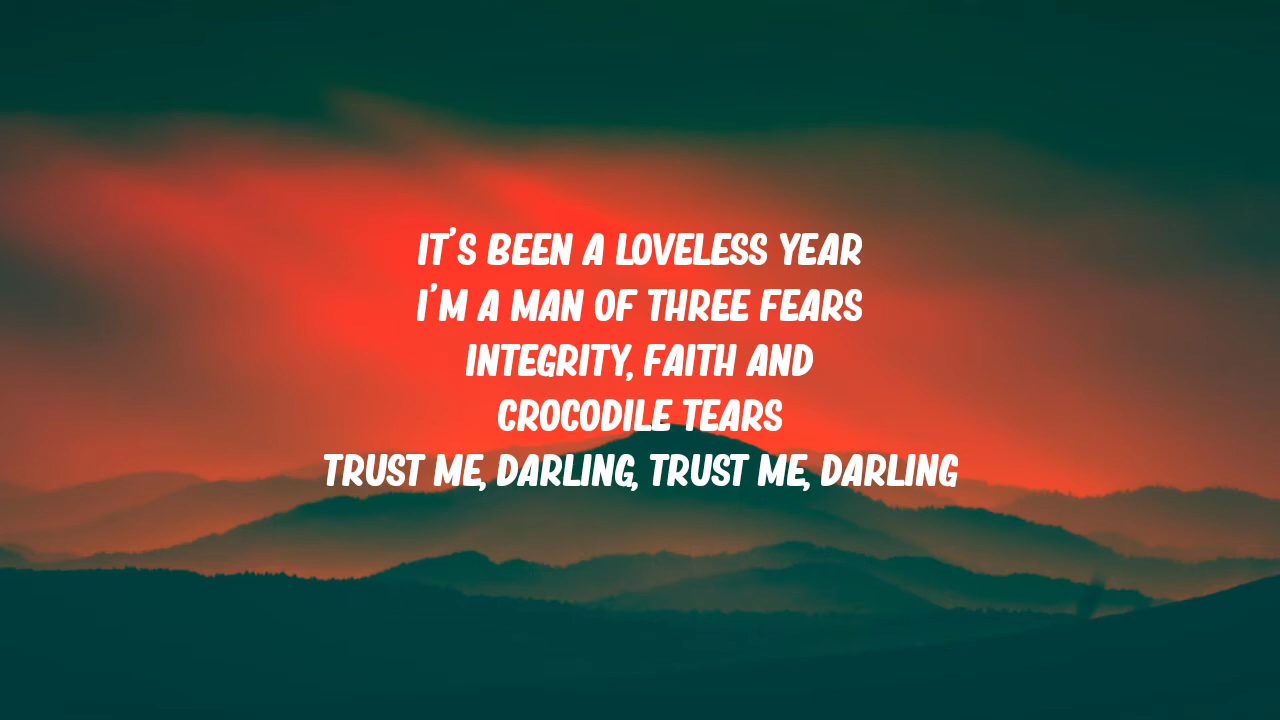 IT'S BEEN A LOVELESS YEAR
I'M A MAN OF THREE FEARS
INTEGRITY, FAITH AND
CROCODILE TEARS
TRUST ME, DARLING, TRUST ME, DARLING